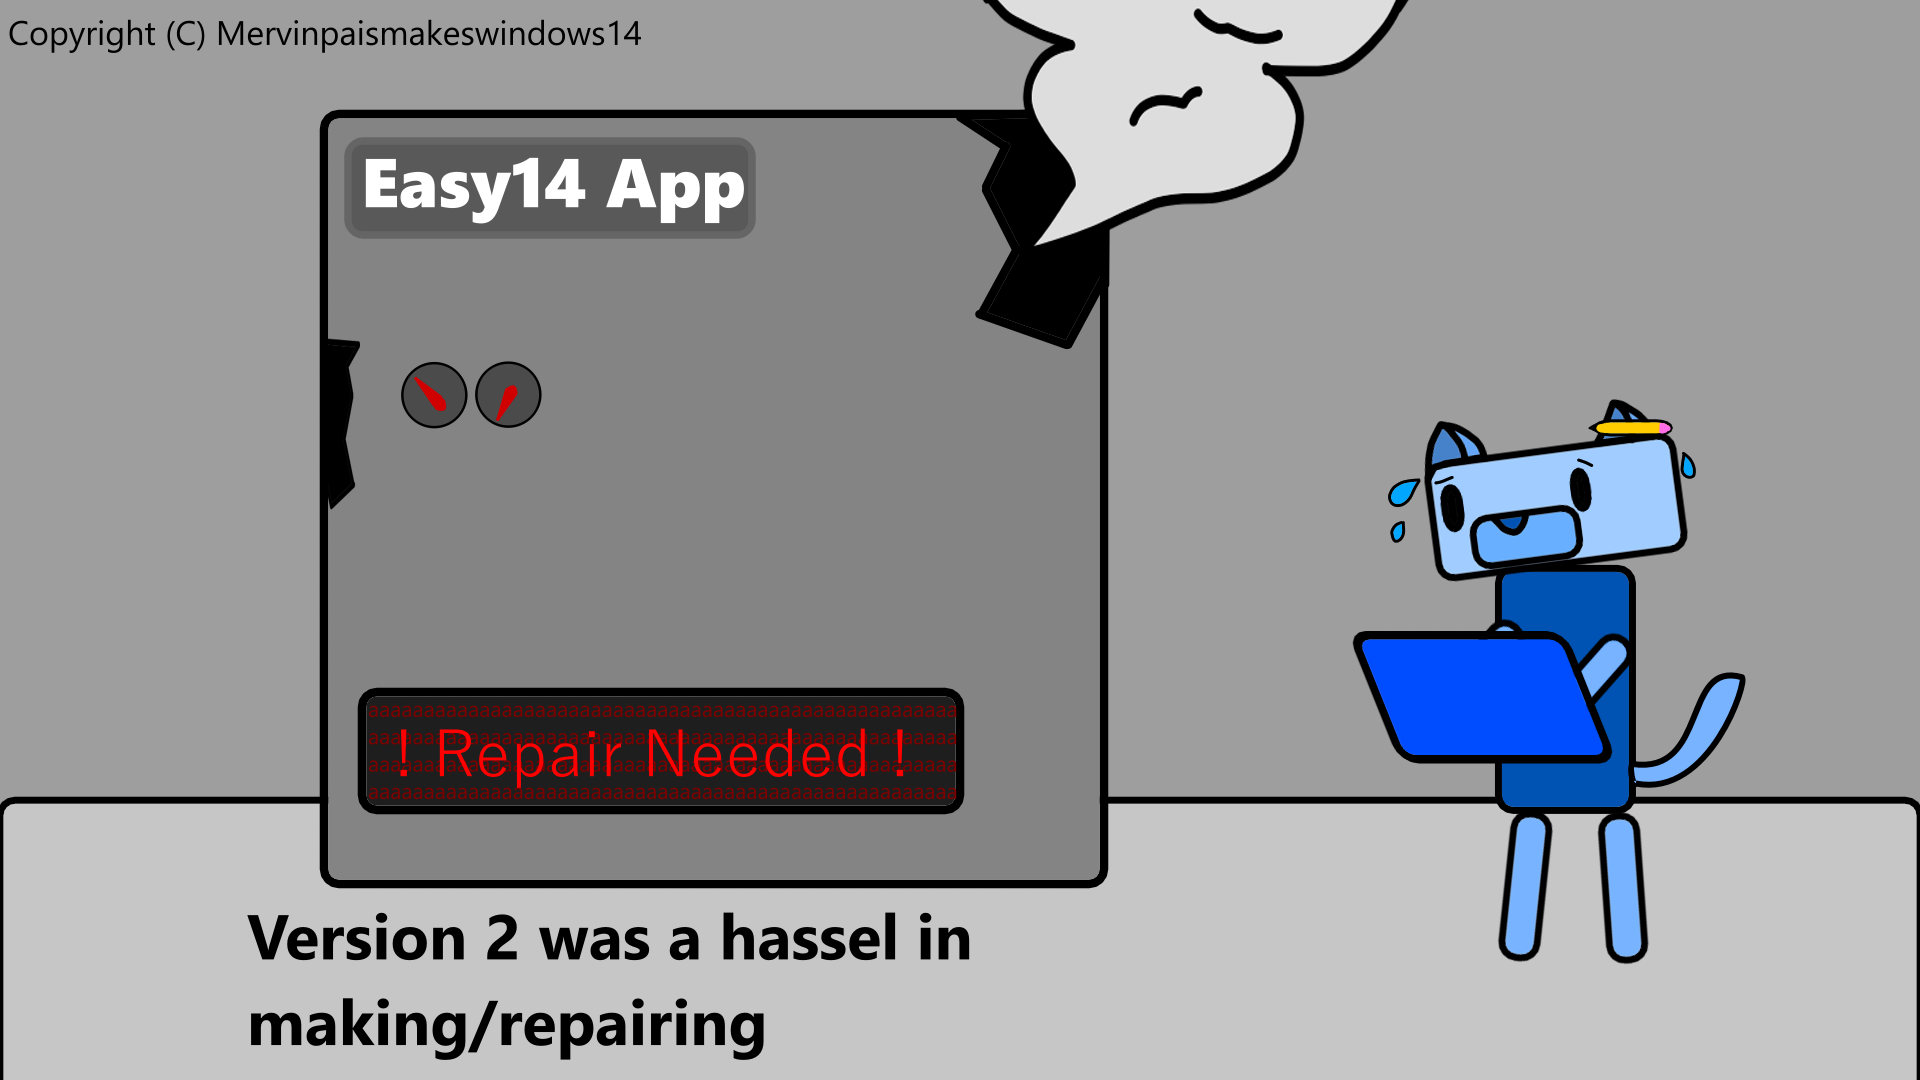 Copyright (C) Mervinpaismakeswindows14
Easy14 App
! Repair Needed !
Version 2 was a hassel in
making/repairing